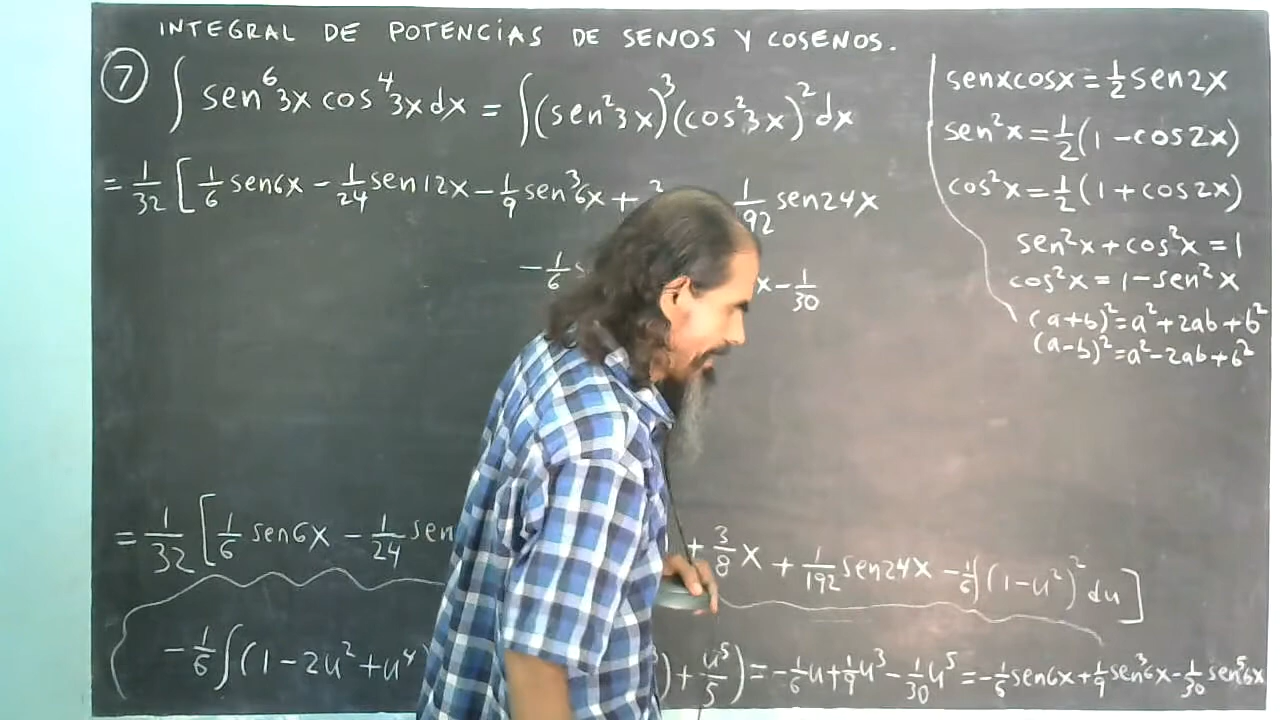 INTEGRAL DE POTENCIAS DE SENOS Y COSENOS.
7 ∫ sen⁶3x cos⁴3x dx = ∫(sen²3x)³(cos²3x)²dx
= 1/32 [ 1/6 sen6x - 1/24 sen12x - 1/9 sen³6x + 1/92 sen24x
- 1/6 x - 1/30
= 1/32 [ 1/6 sen6x - 1/24 sen + 3/8 x + 1/192 sen24x - 1/6 ∫(1-u²)² du ]
- 1/6 ∫(1-2u²+u⁴ ) + u⁵/5 ) = -1/6 u + 1/9 u³ - 1/30 u⁵ = -1/6 sen6x + 1/9 sen³6x - 1/30 sen⁵6x
senxcosx = 1/2 sen2x
sen²x = 1/2 (1-cos2x)
cos²x = 1/2 (1+cos2x)
sen²x + cos²x = 1
cos²x = 1-sen²x
(a+b)² = a²+2ab+b²
(a-b)² = a²-2ab+b²